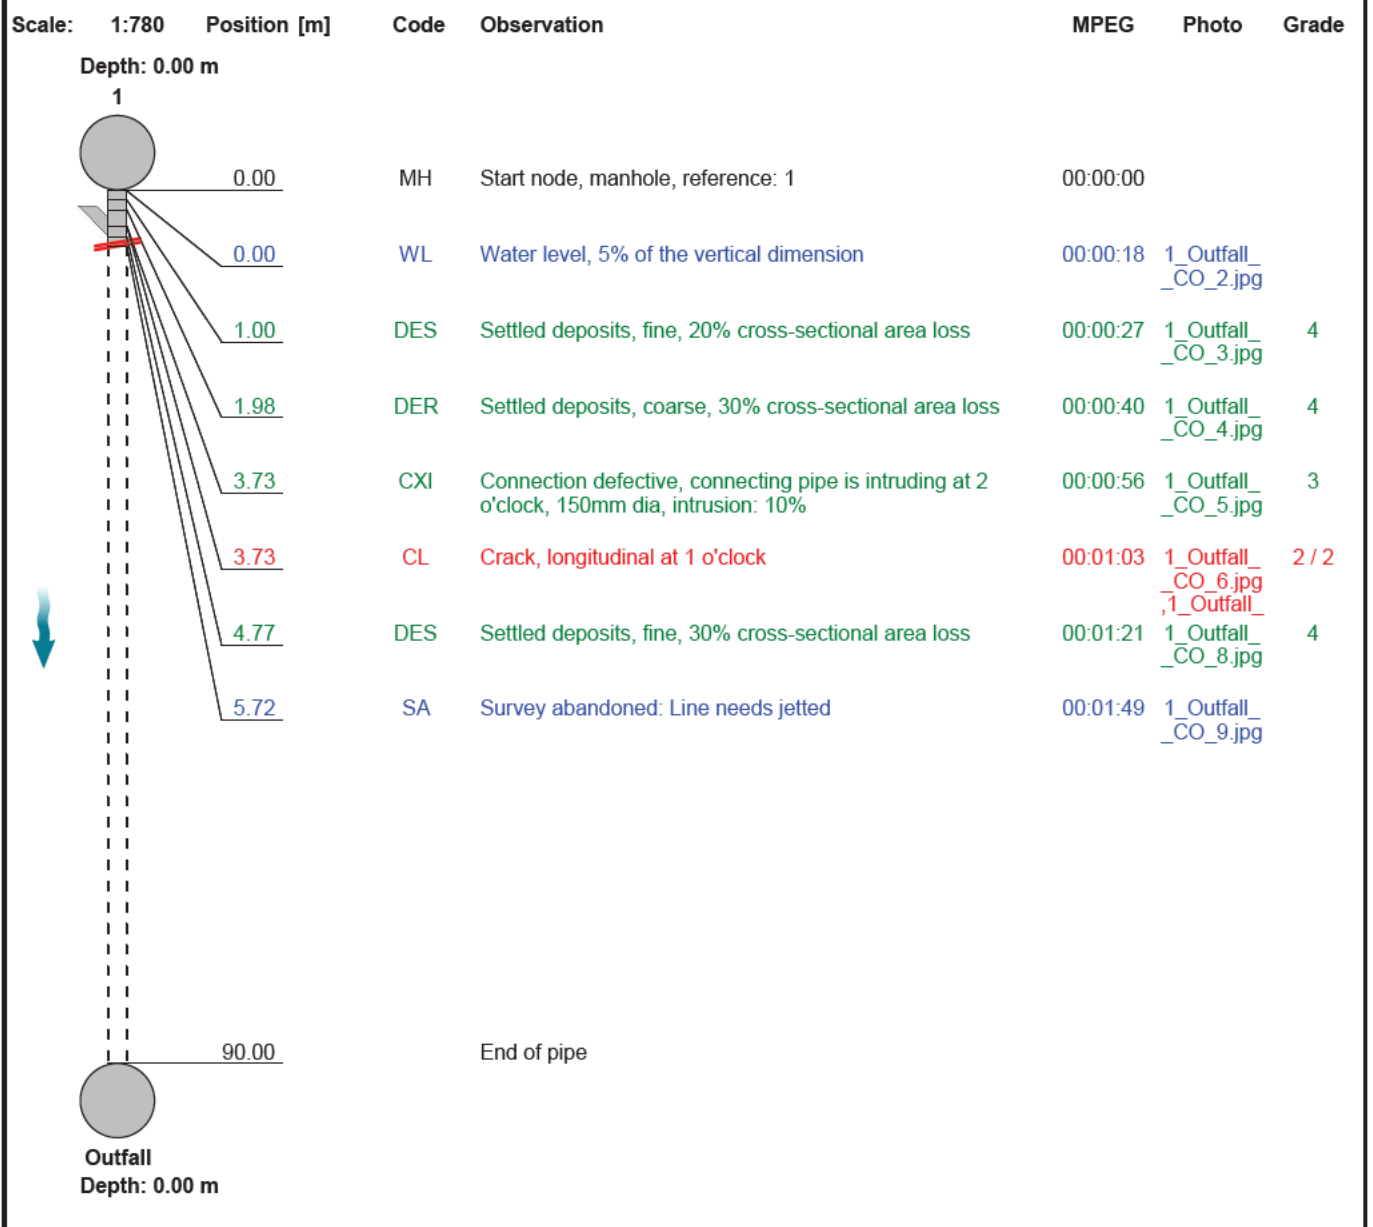 Scale: 1:780 Position [m] Code Observation MPEG Photo Grade
Depth: 0.00 m
1
0.00 MH Start node, manhole, reference: 1 00:00:00
0.00 WL Water level, 5% of the vertical dimension 00:00:18 1_Outfall_
_CO_2.jpg
1.00 DES Settled deposits, fine, 20% cross-sectional area loss 00:00:27 1_Outfall_ 4
_CO_3.jpg
1.98 DER Settled deposits, coarse, 30% cross-sectional area loss 00:00:40 1_Outfall_ 4
_CO_4.jpg
3.73 CXI Connection defective, connecting pipe is intruding at 2 00:00:56 1_Outfall_ 3
o'clock, 150mm dia, intrusion: 10% _CO_5.jpg
3.73 CL Crack, longitudinal at 1 o'clock 00:01:03 1_Outfall_ 2 / 2
_CO_6.jpg
,1_Outfall_
4.77 DES Settled deposits, fine, 30% cross-sectional area loss 00:01:21 1_Outfall_ 4
_CO_8.jpg
5.72 SA Survey abandoned: Line needs jetted 00:01:49 1_Outfall_
_CO_9.jpg
90.00 End of pipe
Outfall
Depth: 0.00 m